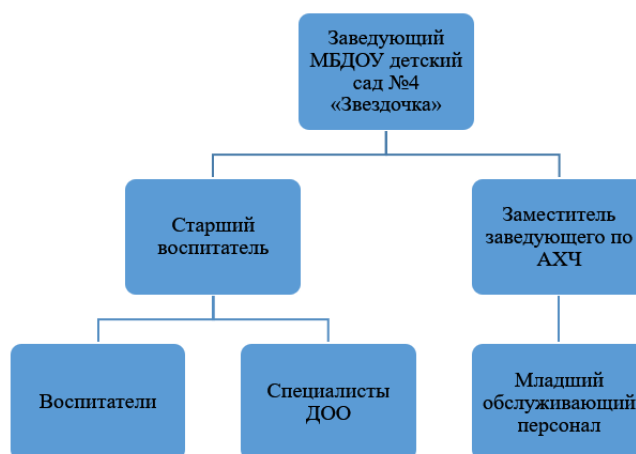 Заведующий
МБДОУ детский
сад №4
«Звездочка»
Старший
воспитатель
Заместитель
заведующего по
АХЧ
Воспитатели
Специалисты
ДОО
Младший
обслуживающий
персонал